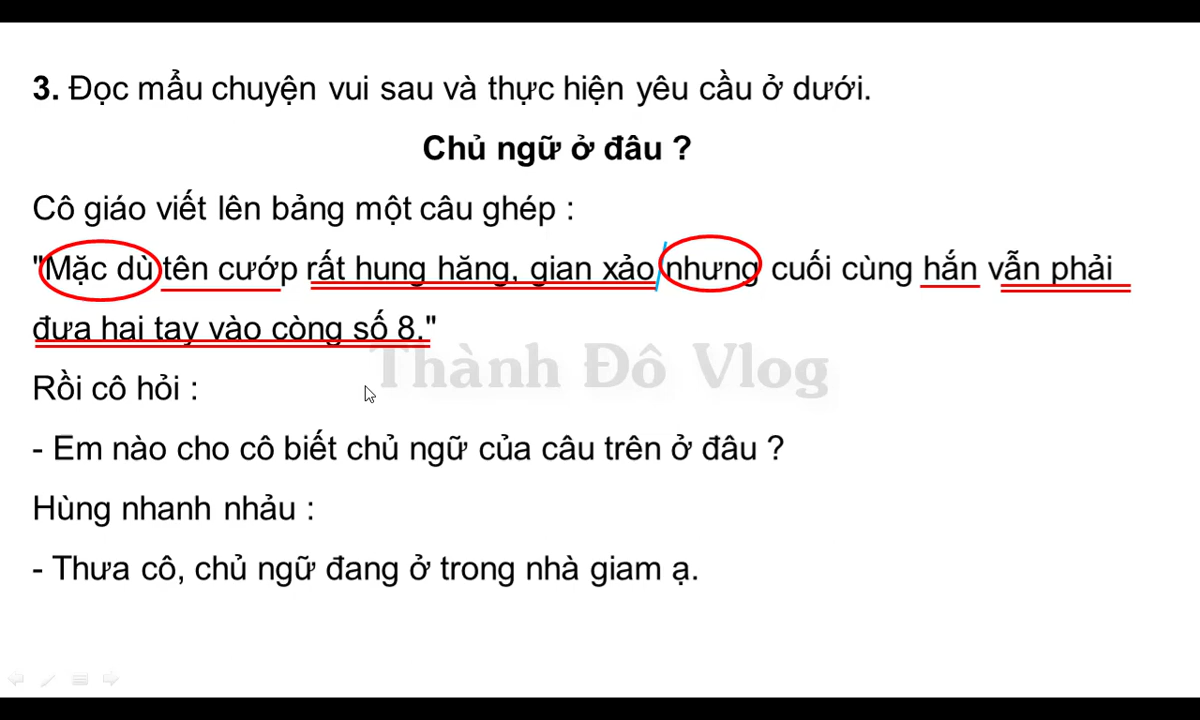 3. Đọc mẩu chuyện vui sau và thực hiện yêu cầu ở dưới.
Chủ ngữ ở đâu ?
Cô giáo viết lên bảng một câu ghép :
"Mặc dù tên cướp rất hung hăng, gian xảo nhưng cuối cùng hắn vẫn phải
đưa hai tay vào còng số 8."
Thành Đô Vlog
Rồi cô hỏi :
- Em nào cho cô biết chủ ngữ của câu trên ở đâu ?
Hùng nhanh nhảu :
- Thưa cô, chủ ngữ đang ở trong nhà giam ạ.